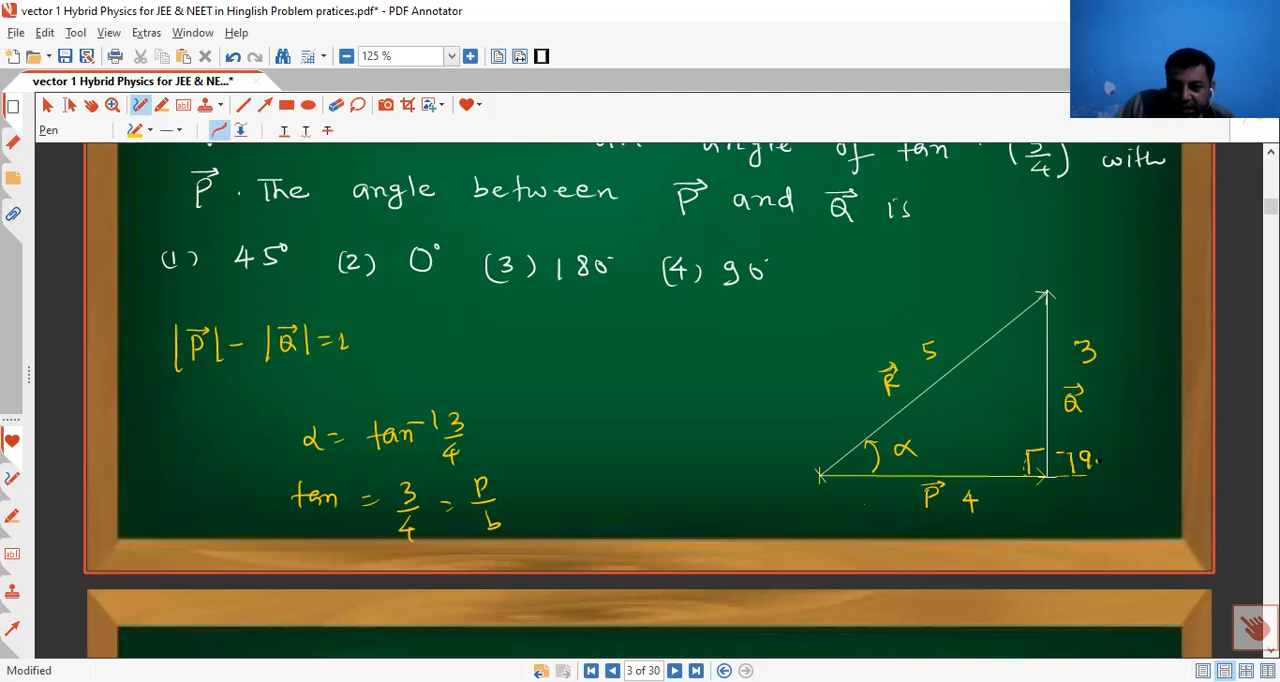 vector 1 Hybrid Physics for JEE & NEET in Hinglish Problem pratices.pdf* - PDF Annotator
File Edit Tool View Extras Window Help
125 %
vector 1 Hybrid Physics for JEE & NE...*
Pen
angle of tan (3/4) with
P⃗. The angle between P⃗ and Q⃗ is
(1) 45° (2) 0° (3) 180° (4) 90°
|P⃗| - |Q⃗| = 1
5 3
R⃗ Q⃗
α = tan⁻¹ 3/4
α
tan = 3/4 = P/b
P⃗ 4
Modified
3 of 30